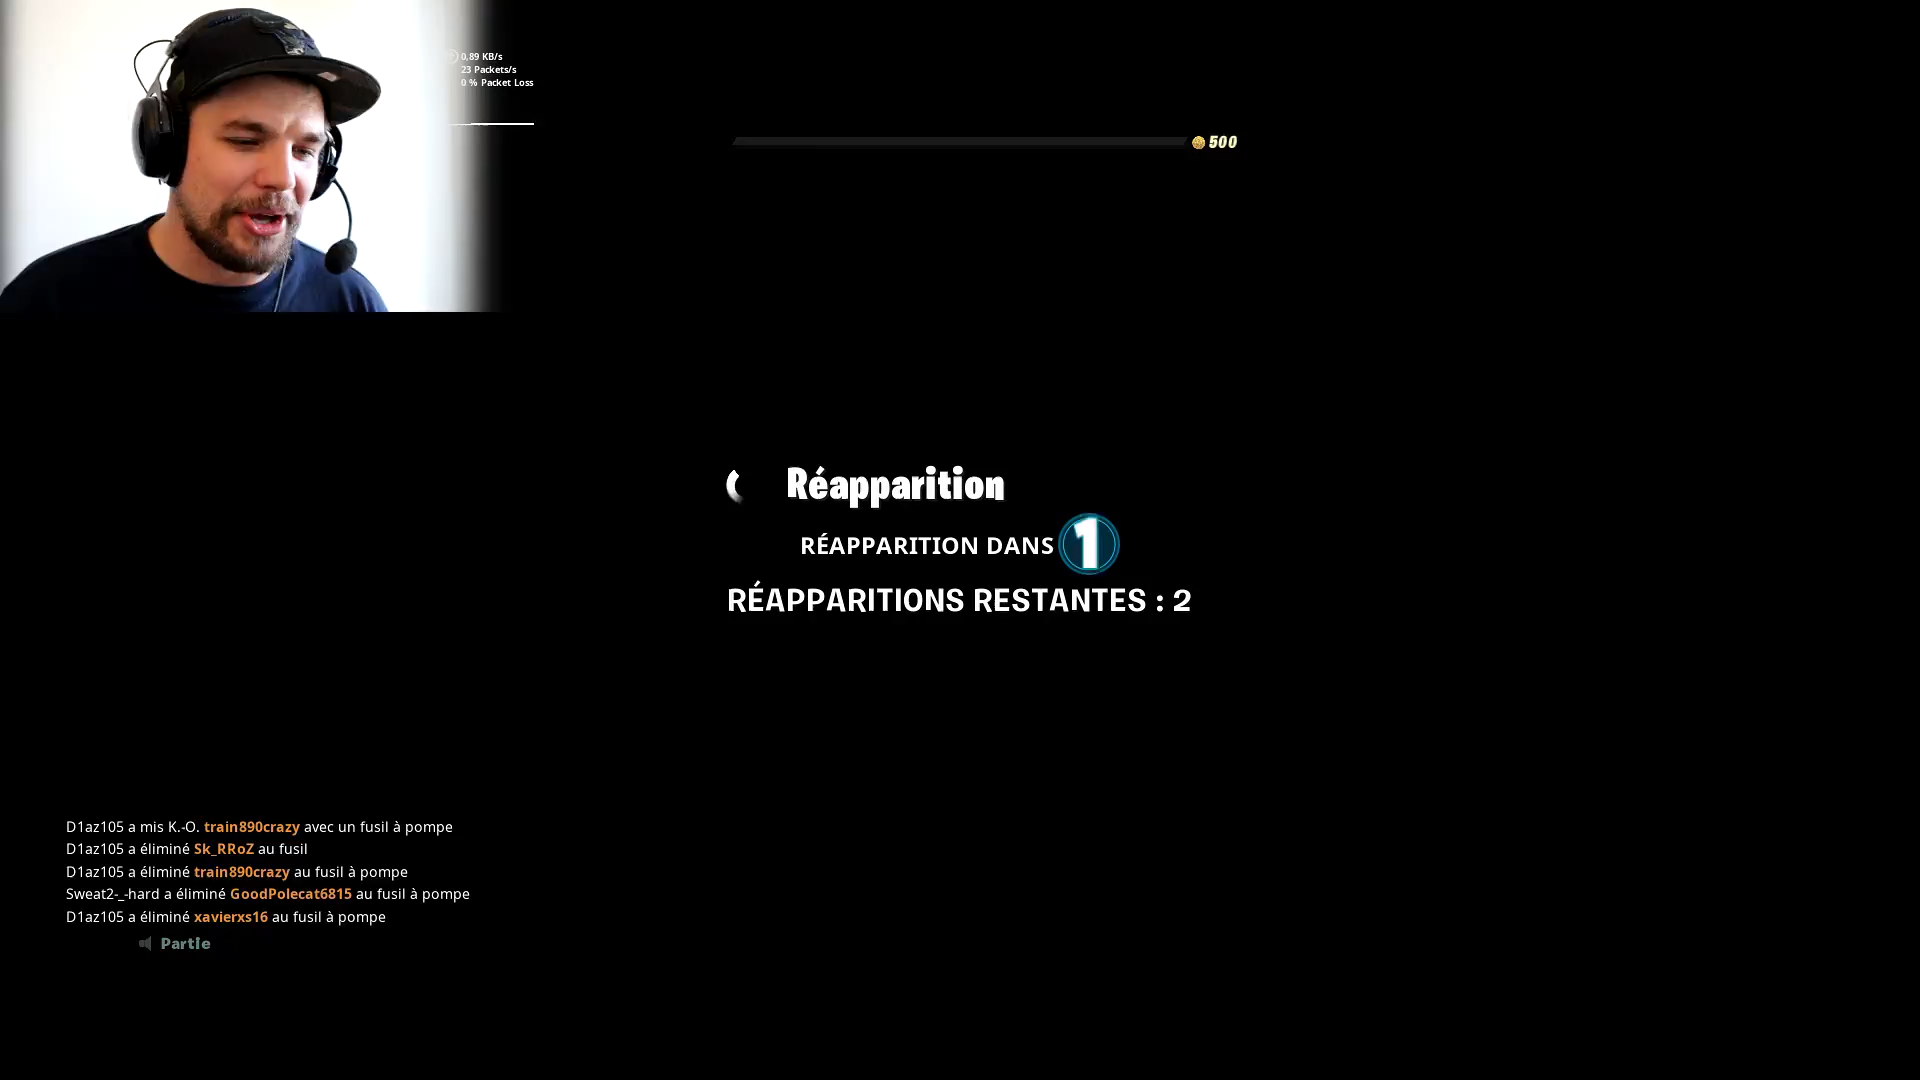 0,89 KB/s
23 Packets/s
0 % Packet Loss
500
Réapparition
RÉAPPARITION DANS 1
RÉAPPARITIONS RESTANTES : 2
D1az105 a mis K.-O. train890crazy avec un fusil à pompe
D1az105 a éliminé Sk_RRoZ au fusil
D1az105 a éliminé train890crazy au fusil à pompe
Sweat2-_-hard a éliminé GoodPolecat6815 au fusil à pompe
D1az105 a éliminé xavierxs16 au fusil à pompe
Partie